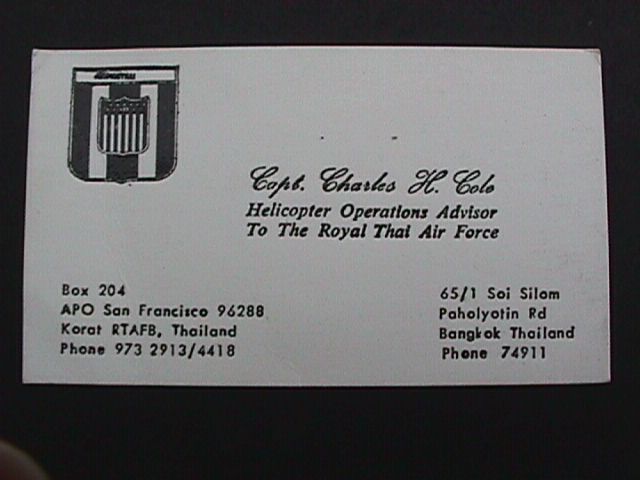 Capt. Charles H. Cole
Helicopter Operations Advisor
To The Royal Thai Air Force
Box 204
APO San Francisco 96288
Korat RTAFB, Thailand
Phone 973 2913/4418
65/1 Soi Silom
Paholyotin Rd
Bangkok Thailand
Phone 74911